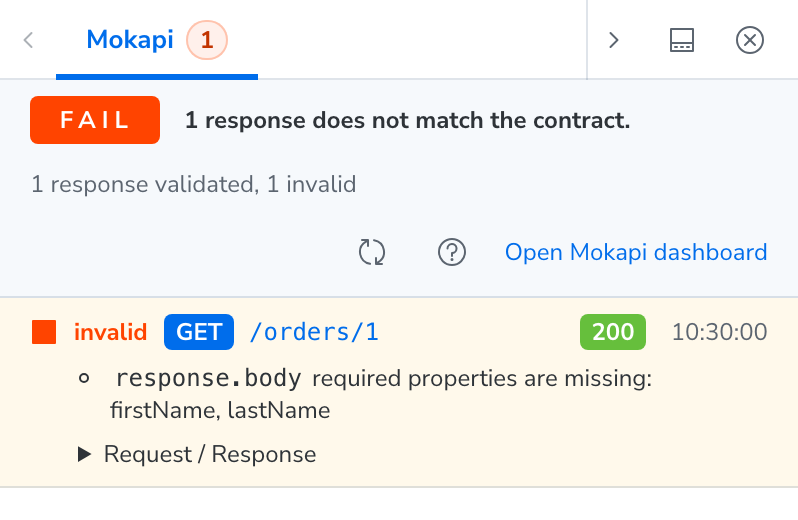 Mokapi 1
FAIL 1 response does not match the contract.
1 response validated, 1 invalid
Open Mokapi dashboard
invalid GET /orders/1 200 10:30:00
response.body required properties are missing:
firstName, lastName
Request / Response